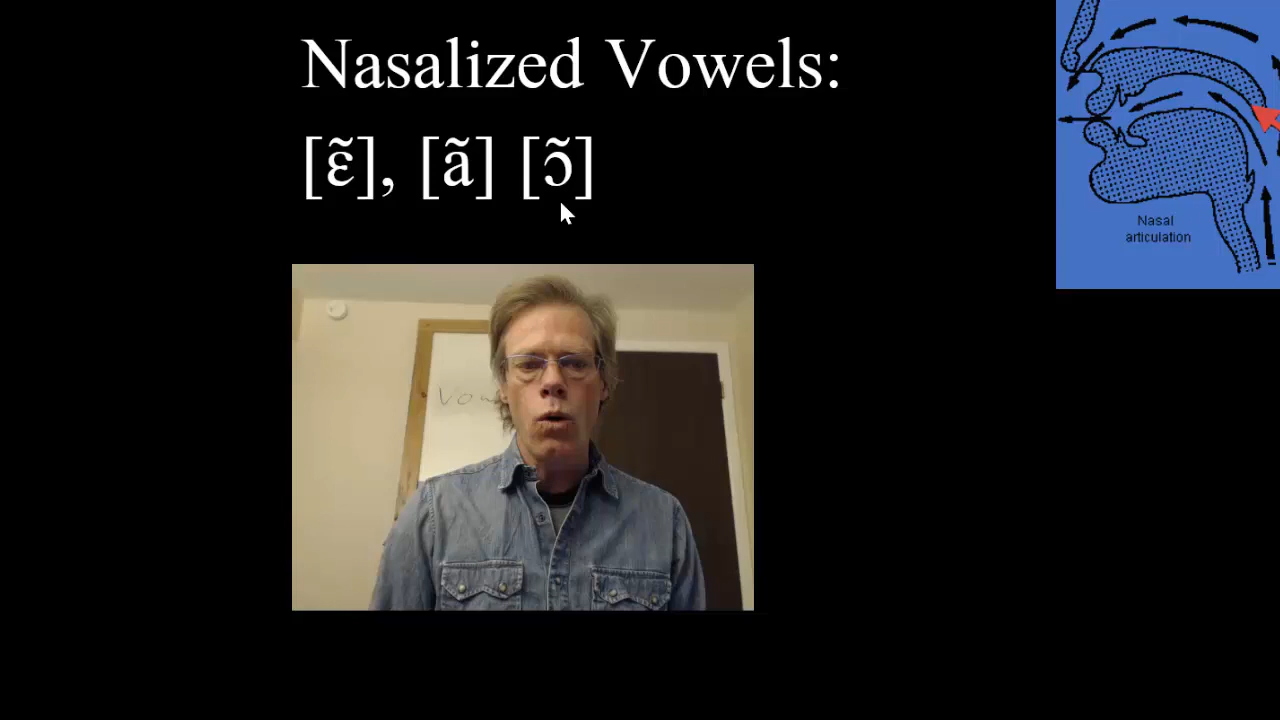 Nasalized Vowels:
[ɛ̃], [ã] [ɔ̃]
Nasal
articulation